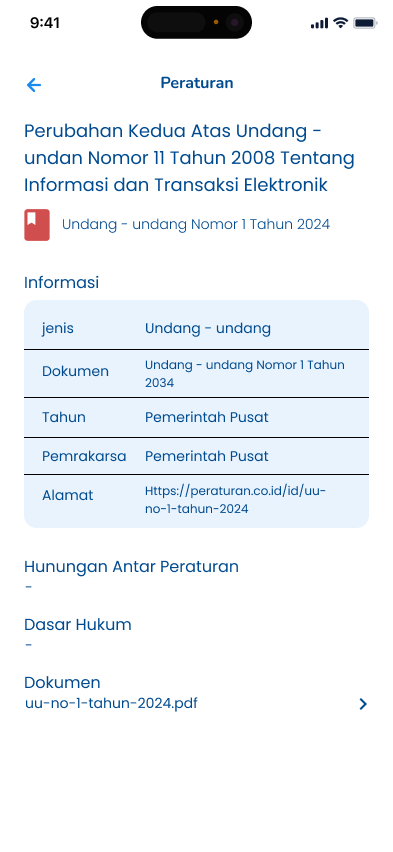 9:41
Peraturan
Perubahan Kedua Atas Undang -
undan Nomor 11 Tahun 2008 Tentang
Informasi dan Transaksi Elektronik
Undang - undang Nomor 1 Tahun 2024
Informasi
jenis Undang - undang
Dokumen Undang - undang Nomor 1 Tahun
2034
Tahun Pemerintah Pusat
Pemrakarsa Pemerintah Pusat
Alamat Https://peraturan.co.id/id/uu-
no-1-tahun-2024
Hunungan Antar Peraturan
-
Dasar Hukum
-
Dokumen
uu-no-1-tahun-2024.pdf